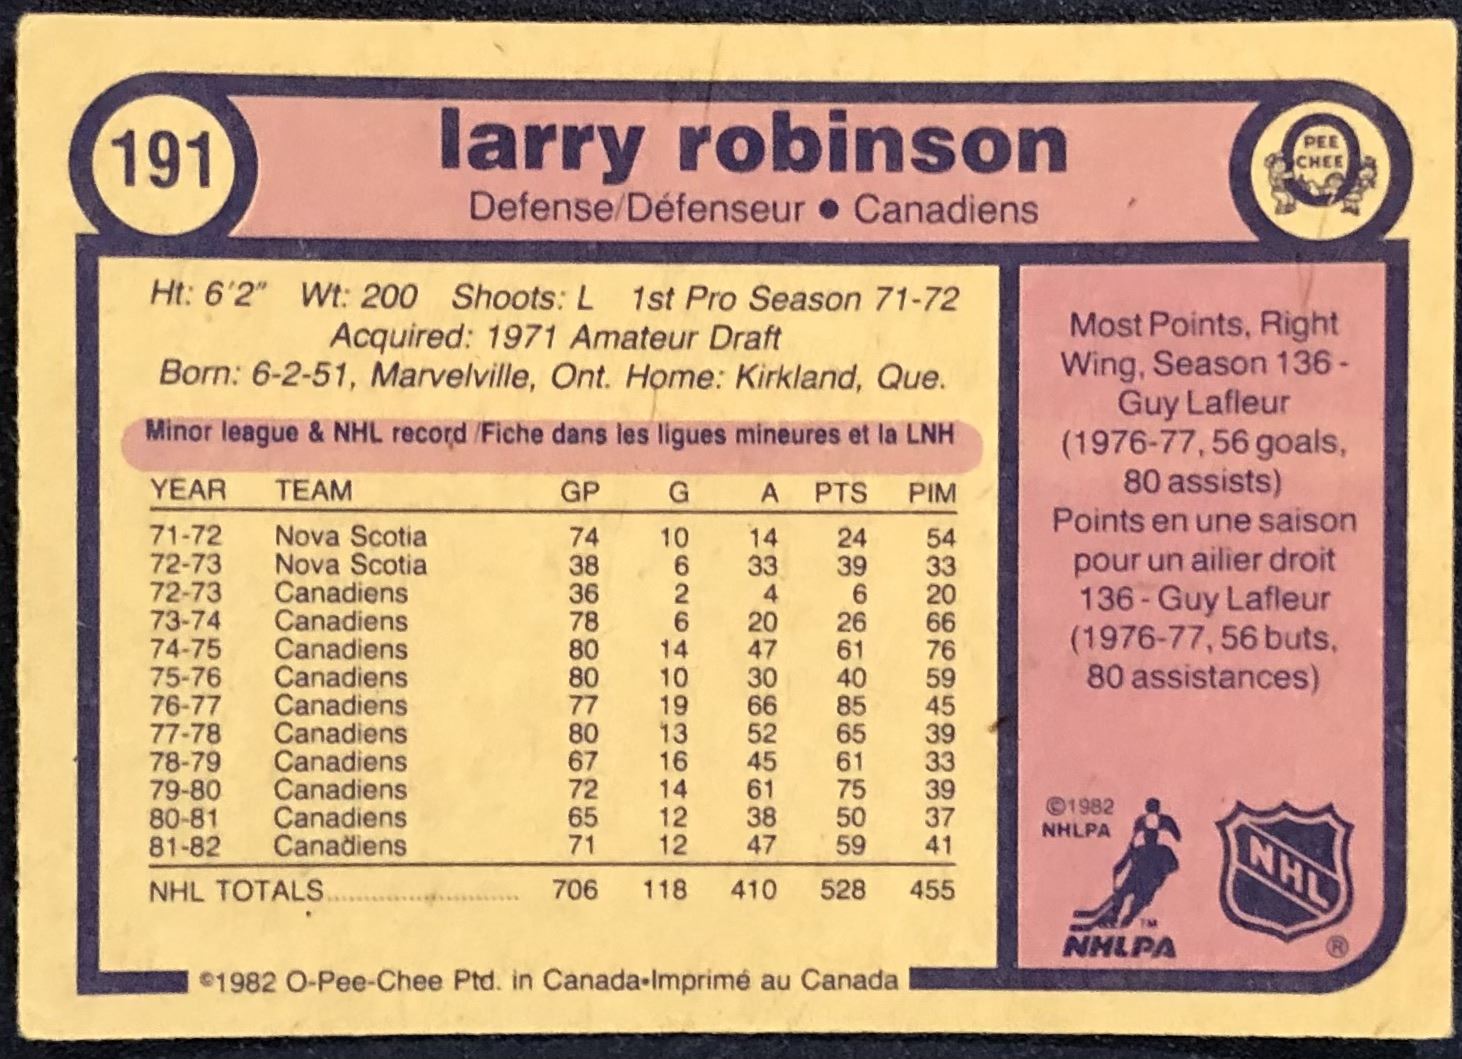 191
larry robinson
Defense/Défenseur • Canadiens
PEE
CHEE
Ht: 6'2" Wt: 200 Shoots: L 1st Pro Season 71-72
Acquired: 1971 Amateur Draft
Born: 6-2-51, Marvelville, Ont. Home: Kirkland, Que.
Minor league & NHL record /Fiche dans les ligues mineures et la LNH
YEAR TEAM GP G A PTS PIM
71-72 Nova Scotia 74 10 14 24 54
72-73 Nova Scotia 38 6 33 39 33
72-73 Canadiens 36 2 4 6 20
73-74 Canadiens 78 6 20 26 66
74-75 Canadiens 80 14 47 61 76
75-76 Canadiens 80 10 30 40 59
76-77 Canadiens 77 19 66 85 45
77-78 Canadiens 80 13 52 65 39
78-79 Canadiens 67 16 45 61 33
79-80 Canadiens 72 14 61 75 39
80-81 Canadiens 65 12 38 50 37
81-82 Canadiens 71 12 47 59 41
NHL TOTALS.......................... 706 118 410 528 455
Most Points, Right
Wing, Season 136 -
Guy Lafleur
(1976-77, 56 goals,
80 assists)
Points en une saison
pour un ailier droit
136 - Guy Lafleur
(1976-77, 56 buts,
80 assistances)
©1982
NHLPA
TM
NHLPA
NHL
®
©1982 O-Pee-Chee Ptd. in Canada•Imprimé au Canada